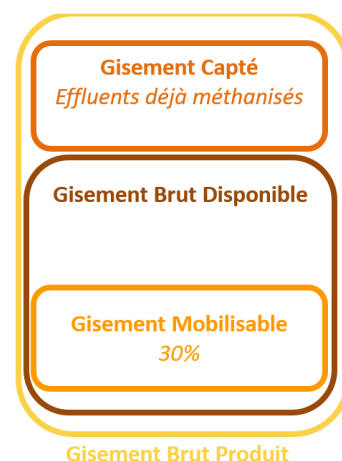 Gisement Capté
Effluents déjà méthanisés
Gisement Brut Disponible
Gisement Mobilisable
30%
Gisement Brut Produit